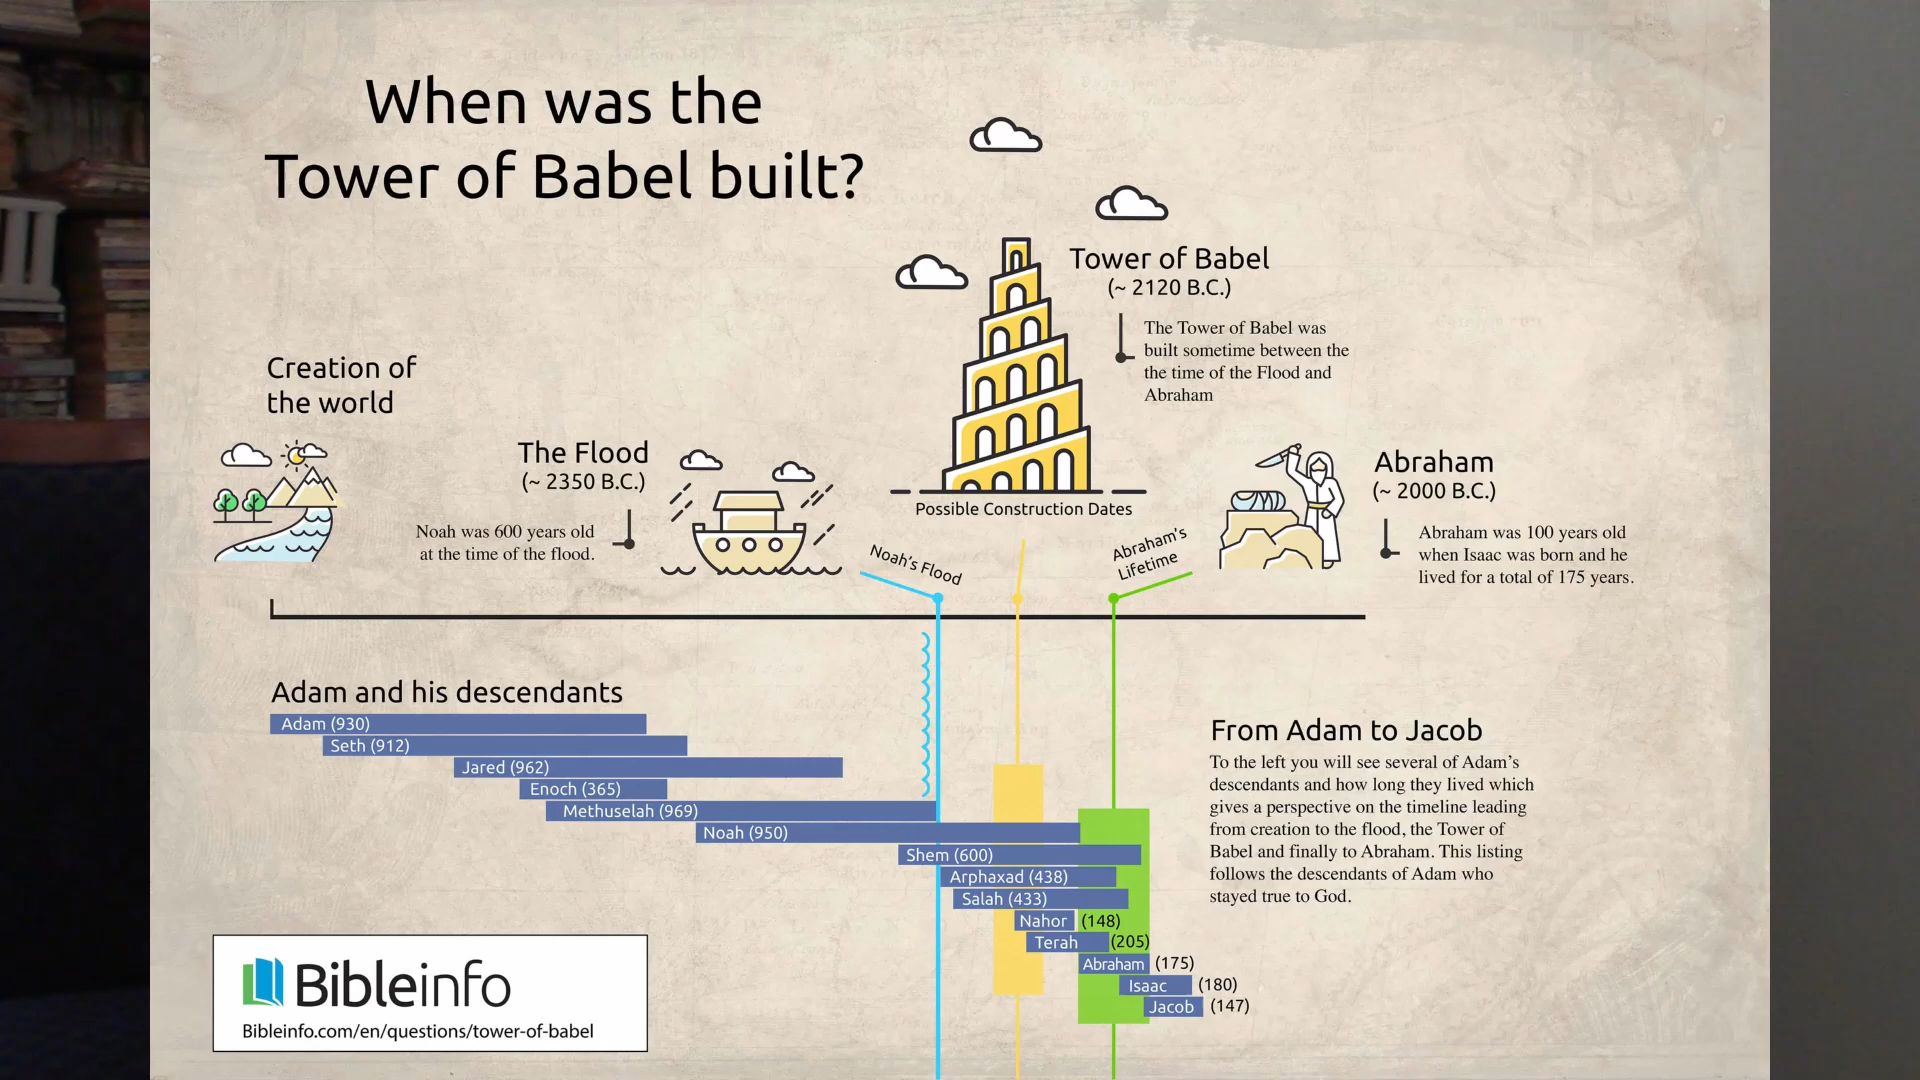 When was the
Tower of Babel built?
Tower of Babel
(~ 2120 B.C.)
The Tower of Babel was
built sometime between the
the time of the Flood and
Abraham
Creation of
the world
The Flood
(~ 2350 B.C.)
Noah was 600 years old
at the time of the flood.
Possible Construction Dates
Abraham
(~ 2000 B.C.)
Abraham was 100 years old
when Isaac was born and he
lived for a total of 175 years.
Noah's Flood
Abraham's
Lifetime
Adam and his descendants
Adam (930)
Seth (912)
Jared (962)
Enoch (365)
Methuselah (969)
Noah (950)
Shem (600)
Arphaxad (438)
Salah (433)
Nahor (148)
Terah (205)
Abraham (175)
Isaac (180)
Jacob (147)
From Adam to Jacob
To the left you will see several of Adam's
descendants and how long they lived which
gives a perspective on the timeline leading
from creation to the flood, the Tower of
Babel and finally to Abraham. This listing
follows the descendants of Adam who
stayed true to God.
Bibleinfo
Bibleinfo.com/en/questions/tower-of-babel